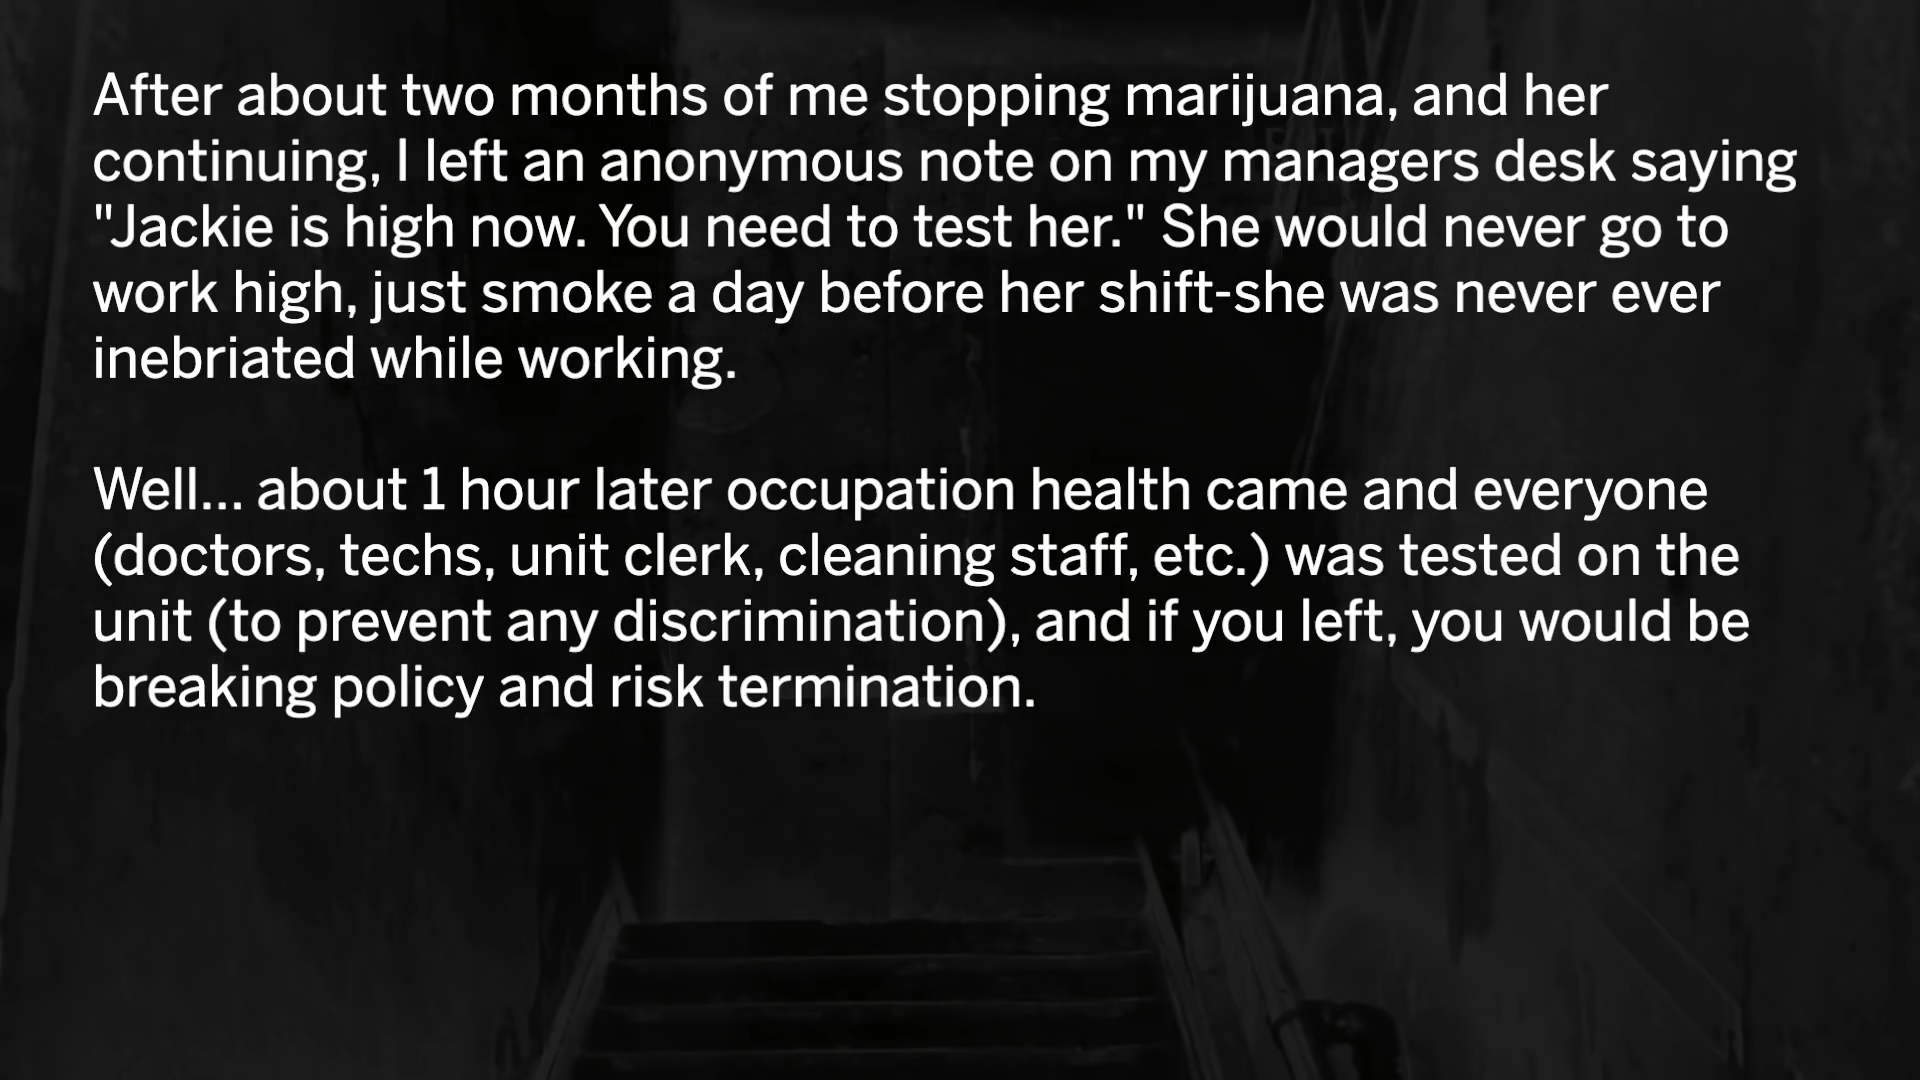 After about two months of me stopping marijuana, and her
continuing, I left an anonymous note on my managers desk saying
"Jackie is high now. You need to test her." She would never go to
work high, just smoke a day before her shift-she was never ever
inebriated while working.
Well... about 1 hour later occupation health came and everyone
(doctors, techs, unit clerk, cleaning staff, etc.) was tested on the
unit (to prevent any discrimination), and if you left, you would be
breaking policy and risk termination.